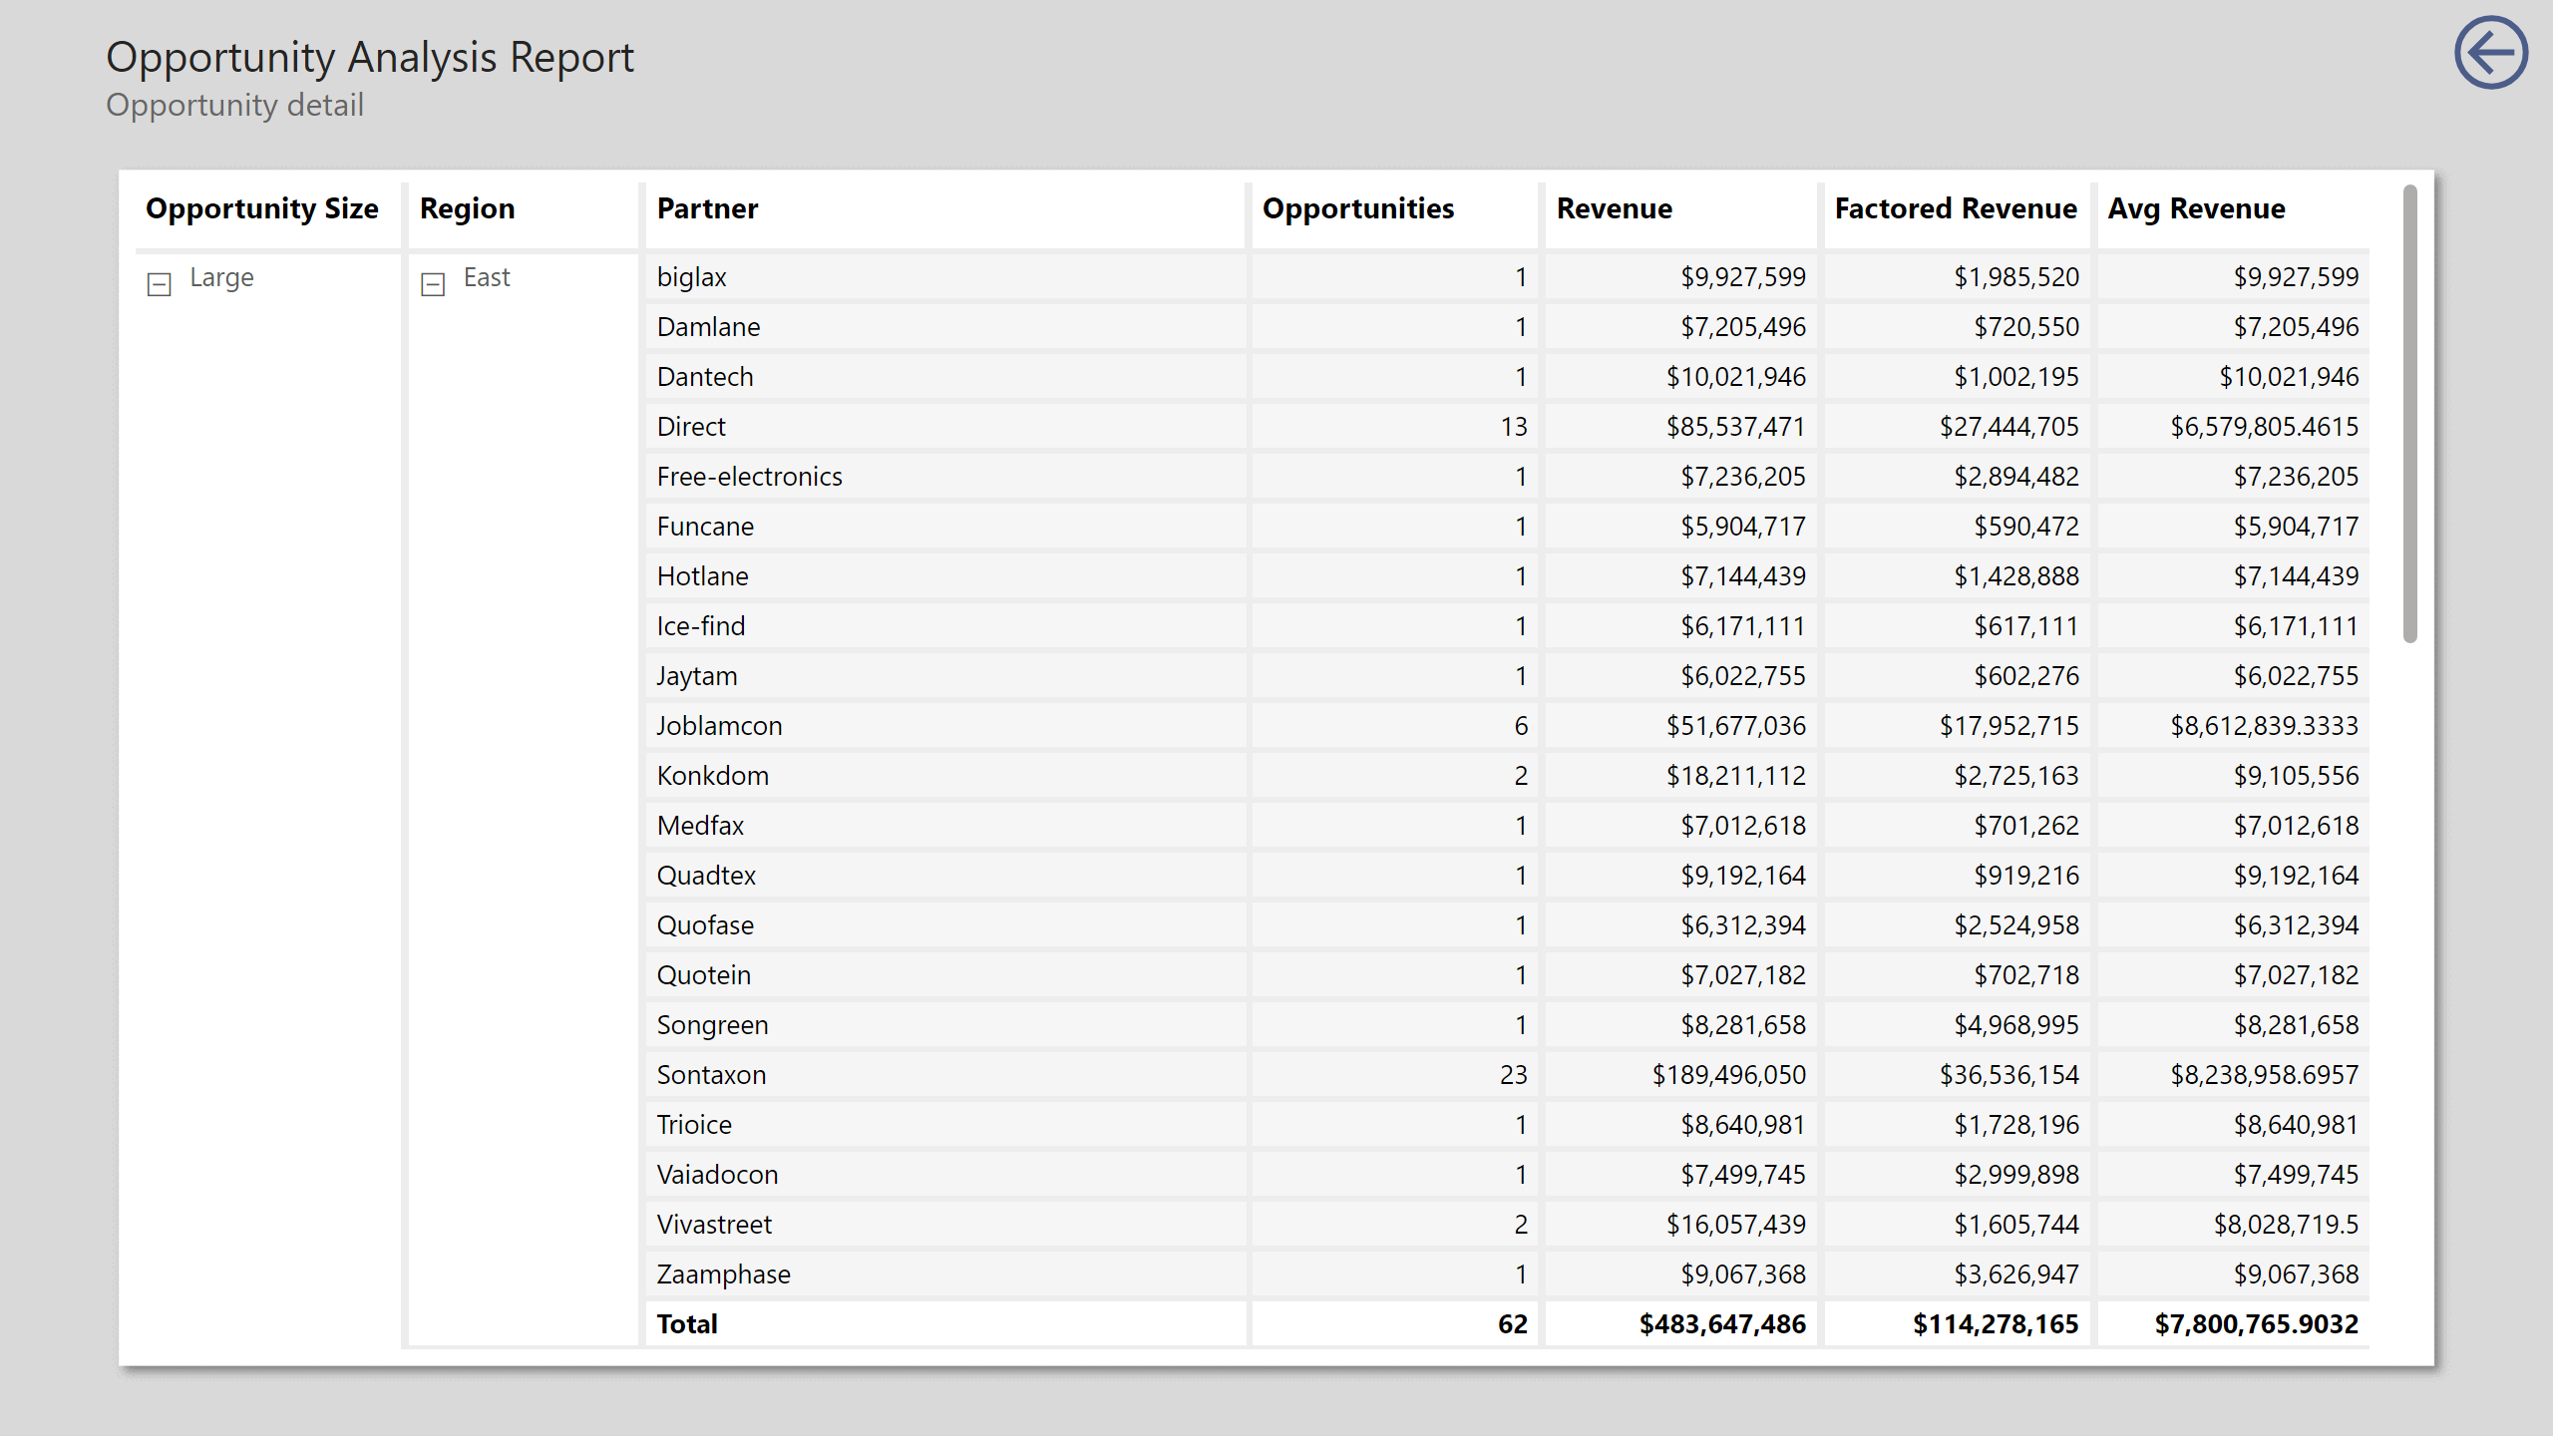 Opportunity Analysis Report
Opportunity detail
Opportunity Size Region Partner Opportunities Revenue Factored Revenue Avg Revenue
Large East biglax 1 $9,927,599 $1,985,520 $9,927,599
Damlane 1 $7,205,496 $720,550 $7,205,496
Dantech 1 $10,021,946 $1,002,195 $10,021,946
Direct 13 $85,537,471 $27,444,705 $6,579,805.4615
Free-electronics 1 $7,236,205 $2,894,482 $7,236,205
Funcane 1 $5,904,717 $590,472 $5,904,717
Hotlane 1 $7,144,439 $1,428,888 $7,144,439
Ice-find 1 $6,171,111 $617,111 $6,171,111
Jaytam 1 $6,022,755 $602,276 $6,022,755
Joblamcon 6 $51,677,036 $17,952,715 $8,612,839.3333
Konkdom 2 $18,211,112 $2,725,163 $9,105,556
Medfax 1 $7,012,618 $701,262 $7,012,618
Quadtex 1 $9,192,164 $919,216 $9,192,164
Quofase 1 $6,312,394 $2,524,958 $6,312,394
Quotein 1 $7,027,182 $702,718 $7,027,182
Songreen 1 $8,281,658 $4,968,995 $8,281,658
Sontaxon 23 $189,496,050 $36,536,154 $8,238,958.6957
Trioice 1 $8,640,981 $1,728,196 $8,640,981
Vaiadocon 1 $7,499,745 $2,999,898 $7,499,745
Vivastreet 2 $16,057,439 $1,605,744 $8,028,719.5
Zaamphase 1 $9,067,368 $3,626,947 $9,067,368
Total 62 $483,647,486 $114,278,165 $7,800,765.9032